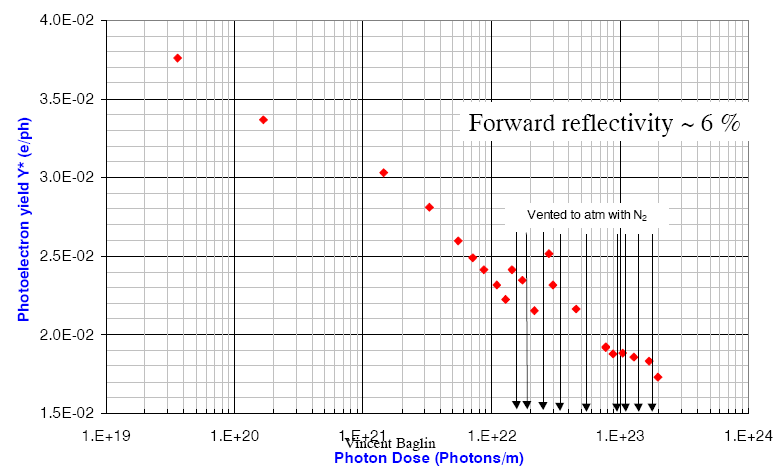 4.0E-02
3.5E-02
Forward reflectivity ~ 6 %
3.0E-02
Vented to atm with N₂
2.5E-02
2.0E-02
1.5E-02
Photoelectron yield Y* (e/ph)
1.E+19 1.E+20 1.E+21 1.E+22 1.E+23 1.E+24
Vincent Baglin
Photon Dose (Photons/m)